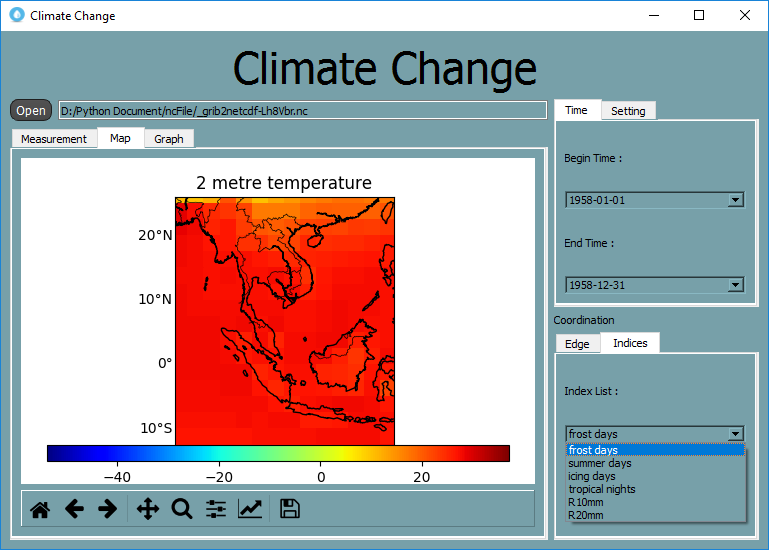 Climate Change
Climate Change
Open
D:/Python Document/ncFile/_grib2netcdf-Lh8Vbr.nc
Measurement
Map
Graph
2 metre temperature
20°N
10°N
0°
10°S
−40
−20
0
20
Time
Setting
Begin Time :
1958-01-01
End Time :
1958-12-31
Coordination
Edge
Indices
Index List :
frost days
frost days
summer days
icing days
tropical nights
R10mm
R20mm